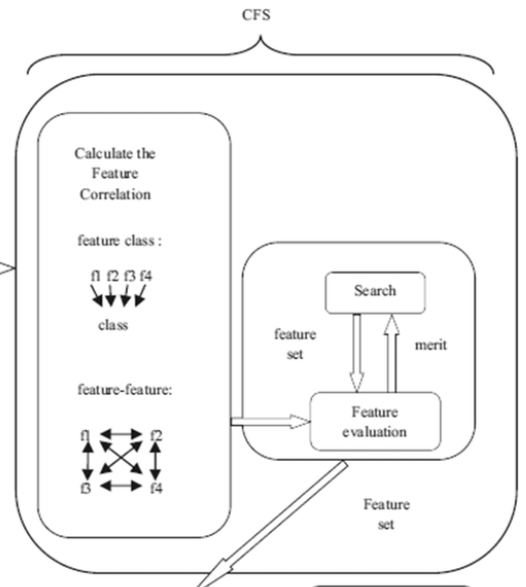 CFS
Calculate the
Feature
Correlation
feature class :
f1 f2 f3 f4
class
feature-feature:
f1 f2
f3 f4
Search
feature
set
merit
Feature
evaluation
Feature
set